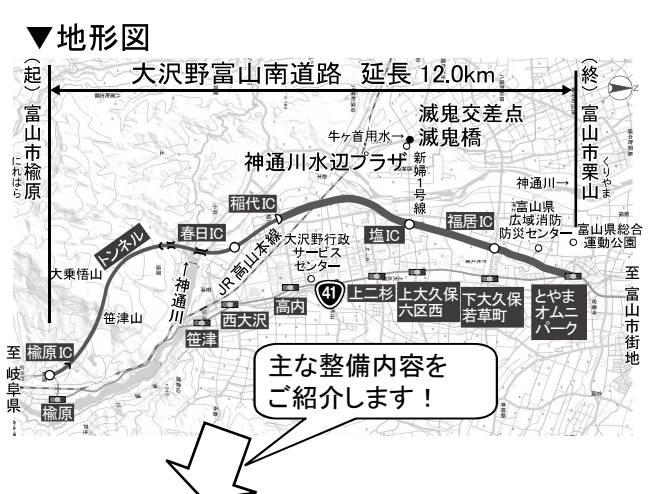 ▼地形図
大沢野富山南道路 延長 12.0km
(起)富山市楡原
にれはら
(終)富山市栗山
くりやま
滅鬼交差点
牛ヶ首用水→
滅鬼橋
神通川水辺プラザ
新婦1号線
神通川→
稲代IC
春日IC
トンネル
JR高山本線
大沢野行政
サービス
センター
塩IC
福居IC
富山県
広域消防
防災センター
富山県総合
運動公園
大乗悟山
←神通川
笹津山
41
高内
西大沢
笹津
上二杉
上大久保
六区西
下大久保
若草町
とやま
オムニ
パーク
至 富山市街地
至 岐阜県
楡原IC
楡原
主な整備内容を
ご紹介します!